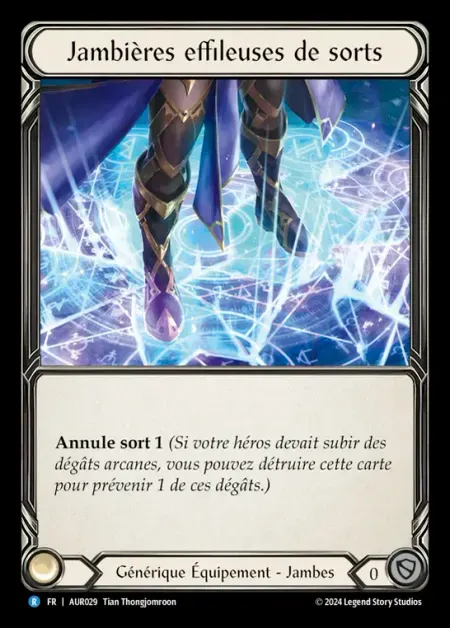 Jambières effileuses de sorts
Annule sort 1 (Si votre héros devait subir des
dégâts arcanes, vous pouvez détruire cette carte
pour prévenir 1 de ces dégâts.)
Générique Équipement - Jambes
0
R FR | AUR029 Tian Thongjomroon
© 2024 Legend Story Studios